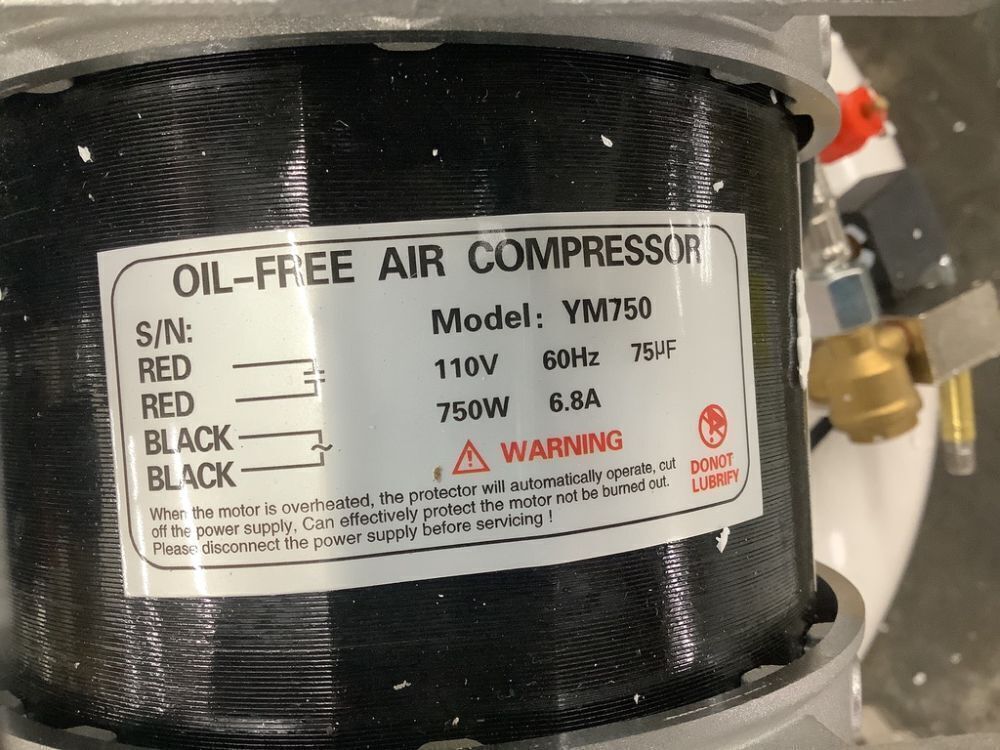 OIL-FREE AIR COMPRESSOR
S/N:
Model: YM750
RED
110V 60Hz 75μF
RED
750W 6.8A
BLACK
BLACK
WARNING
DONOT
LUBRIFY
When the motor is overheated, the protector will automatically operate, cut
off the power supply, Can effectively protect the motor not be burned out.
Please disconnect the power supply before servicing !